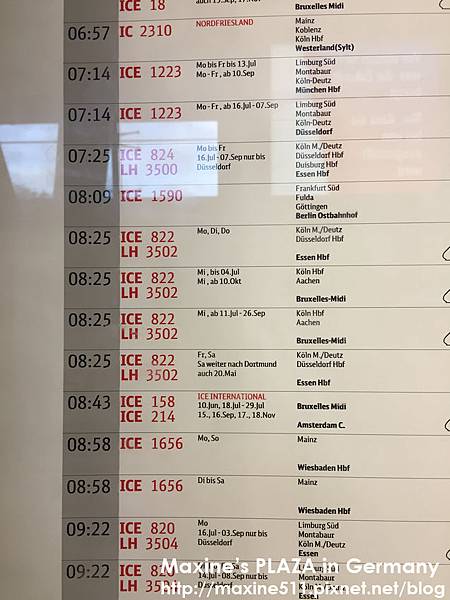 ICE 18
Bruxelles Midi
06:57 IC 2310 NORDFRIESLAND Mainz
Koblenz
Köln Hbf
Westerland(Sylt)
07:14 ICE 1223 Mo bis Fr bis 13.Jul Limburg Süd
Mo - Fr, ab 10.Sep Montabaur
Köln-Deutz
München Hbf
07:14 ICE 1223 Mo - Fr, ab 16.Jul - 07.Sep Limburg Süd
Montabaur
Köln-Deutz
Düsseldorf
07:25 ICE 824 Mo bis Fr Köln M./Deutz
LH 3500 16.Jul - 07.Sep nur bis Düsseldorf Hbf
Düsseldorf Duisburg Hbf
Essen Hbf
08:09 ICE 1590 Frankfurt Süd
Fulda
Göttingen
Berlin Ostbahnhof
08:25 ICE 822 Mo, Di, Do Köln M./Deutz
LH 3502 Düsseldorf Hbf
Essen Hbf
08:25 ICE 822 Mi, bis 04.Jul Köln Hbf
LH 3502 Mi, ab 10.Okt Aachen
Bruxelles-Midi
08:25 ICE 822 Mi, ab 11.Jul - 26.Sep Köln Hbf
LH 3502 Aachen
Bruxelles-Midi
08:25 ICE 822 Fr, Sa Köln M./Deutz
LH 3502 Sa weiter nach Dortmund Düsseldorf Hbf
auch 20.Mai
Essen Hbf
08:43 ICE 158 ICE INTERNATIONAL
ICE 214 10.Jun, 18.Jul - 29.Jul Bruxelles Midi
15., 16.Sep, 17., 18.Nov
Amsterdam C.
08:58 ICE 1656 Mo, So Mainz
Wiesbaden Hbf
08:58 ICE 1656 Di bis Sa Mainz
Wiesbaden Hbf
09:22 ICE 820 Mo Limburg Süd
LH 3504 16.Jul - 03.Sep nur bis Montabaur
Düsseldorf Köln M./Deutz
Essen
09:22 ICE 820
14.Jul - 08.Sep nur bis Montabaur
Maxine's PLAZA in Germany
http://maxine511.pixnet.net/blog